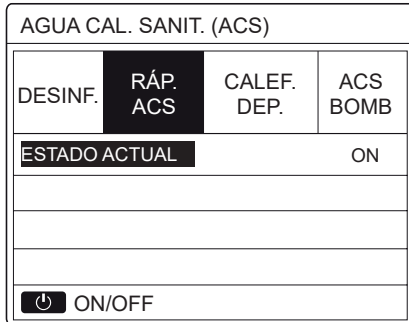 AGUA CAL. SANIT. (ACS)
DESINF. RÁP. ACS CALEF. DEP. ACS BOMB
ESTADO ACTUAL ON
ON/OFF